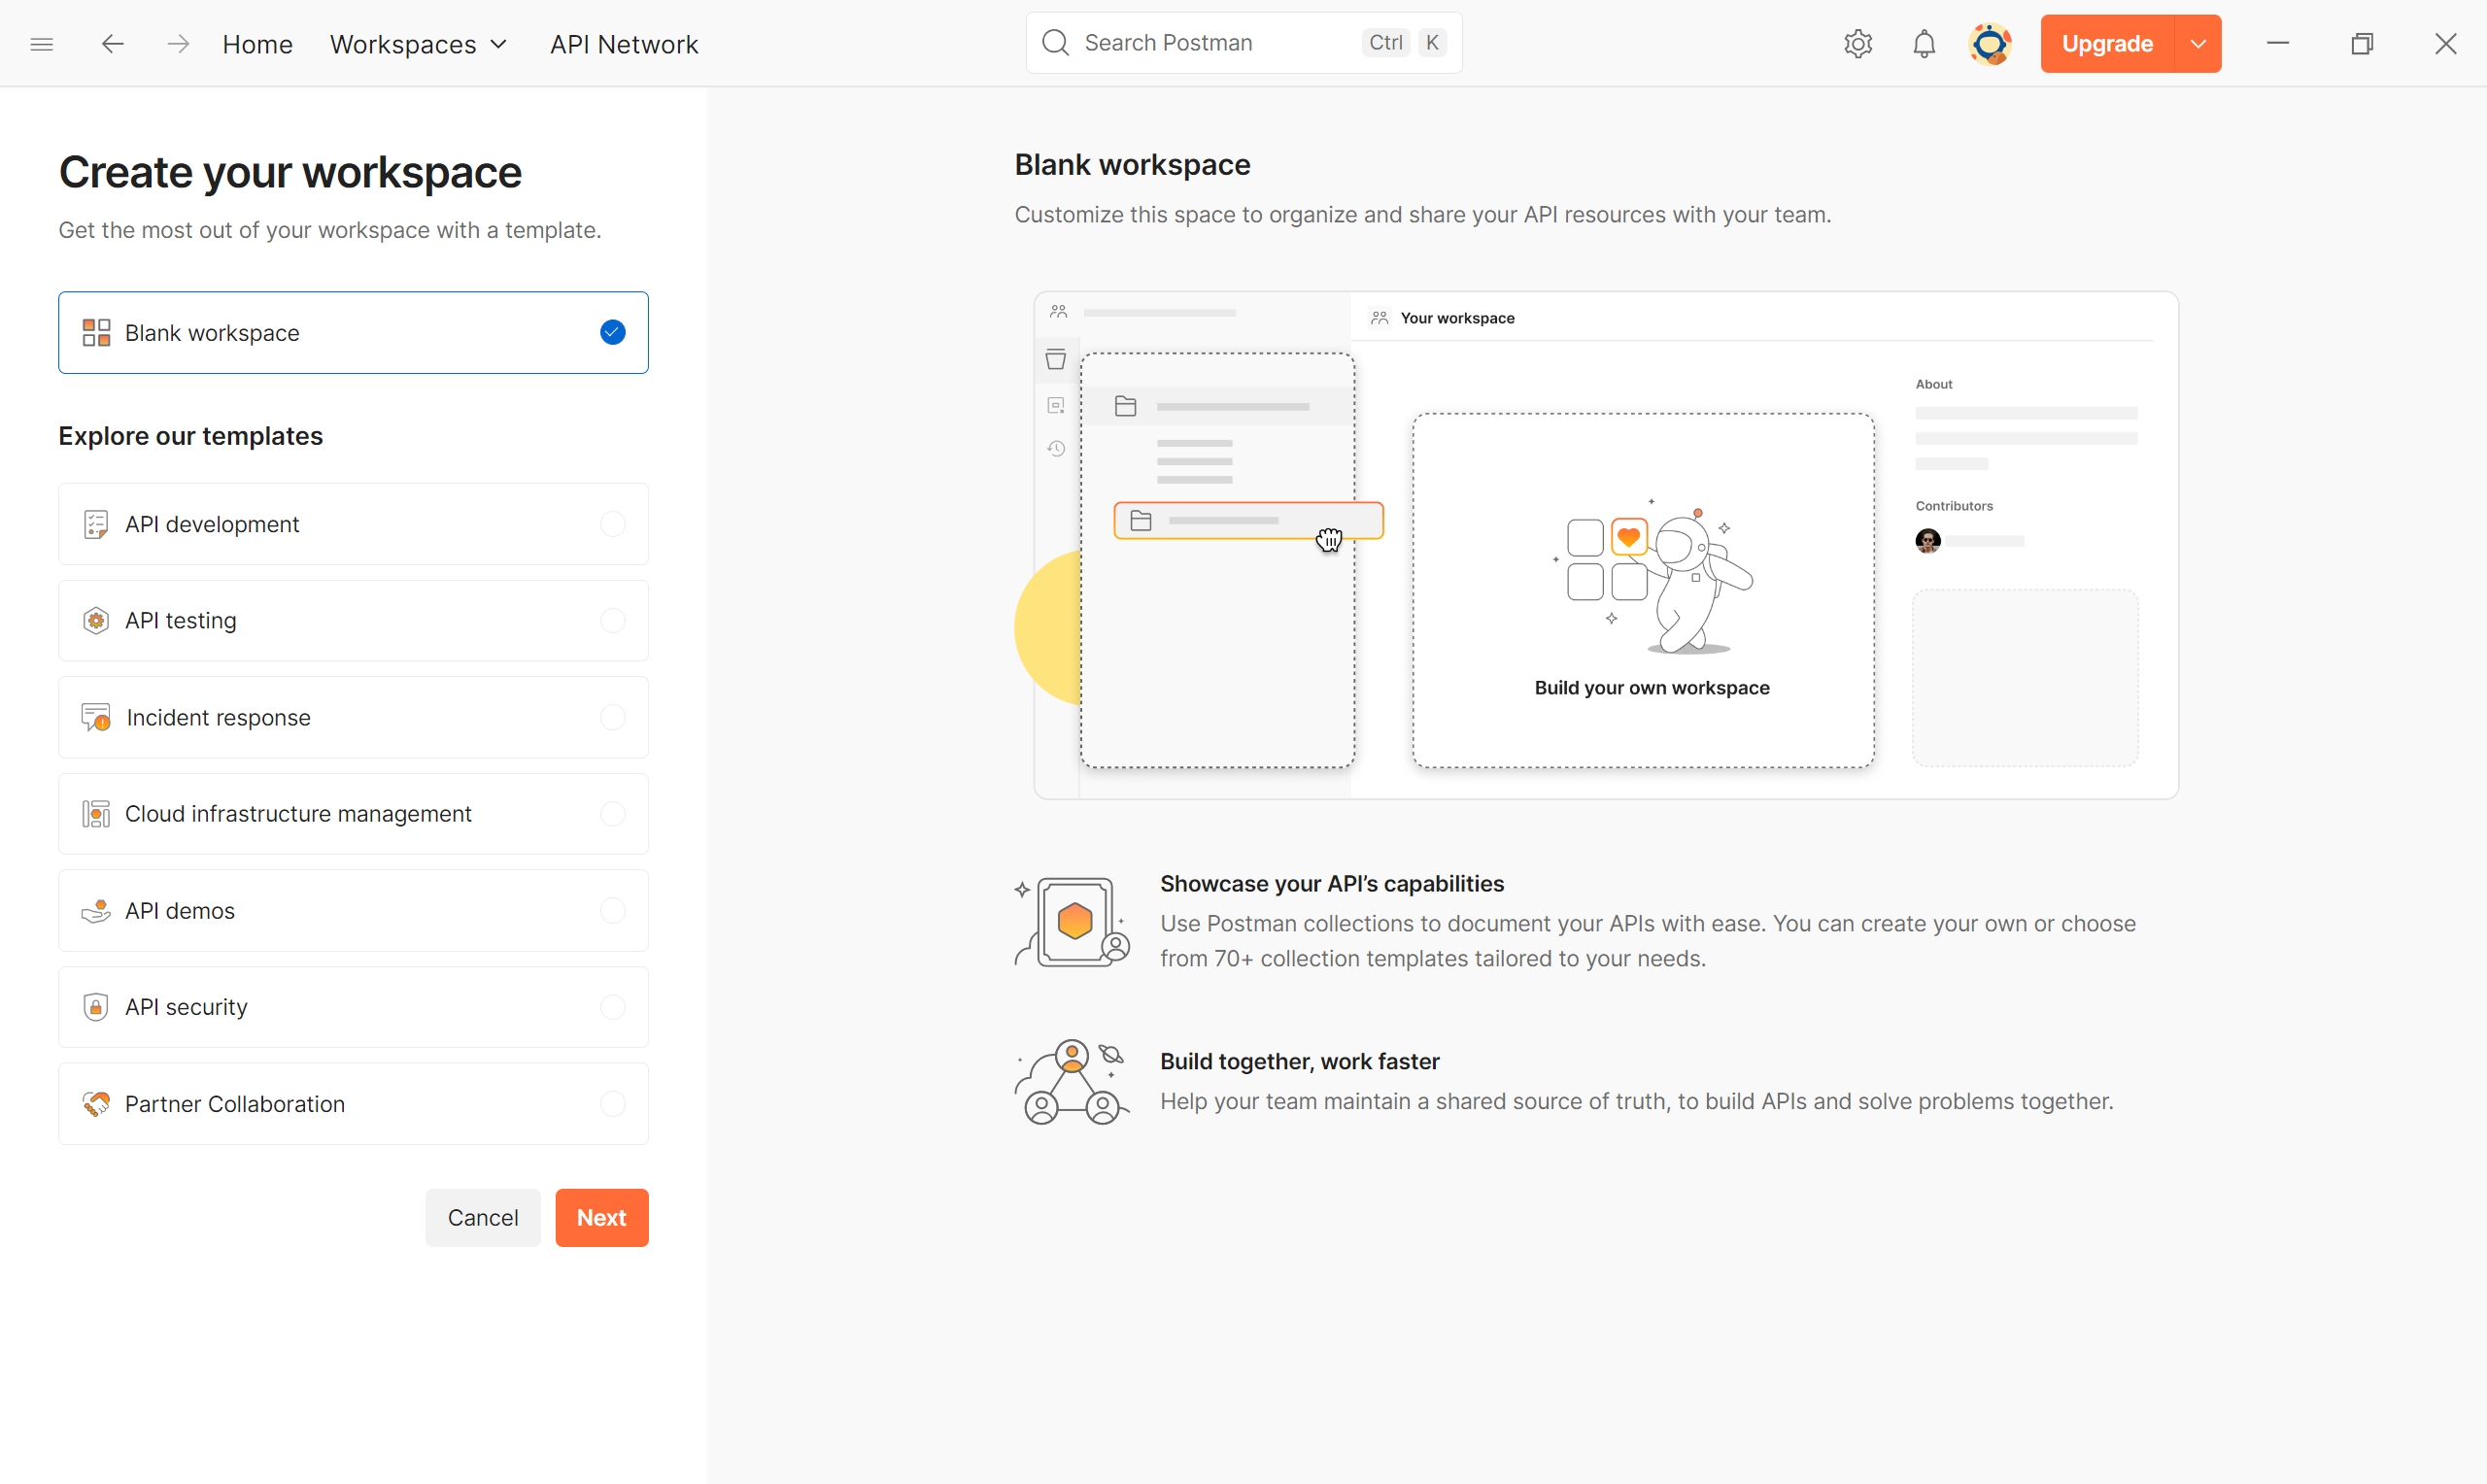 Home
Workspaces
API Network
Search Postman
Ctrl
K
Upgrade
Create your workspace
Get the most out of your workspace with a template.
Blank workspace
Explore our templates
API development
API testing
Incident response
Cloud infrastructure management
API demos
API security
Partner Collaboration
Cancel
Next
Blank workspace
Customize this space to organize and share your API resources with your team.
Your workspace
About
Contributors
Build your own workspace
Showcase your API’s capabilities
Use Postman collections to document your APIs with ease. You can create your own or choose
from 70+ collection templates tailored to your needs.
Build together, work faster
Help your team maintain a shared source of truth, to build APIs and solve problems together.